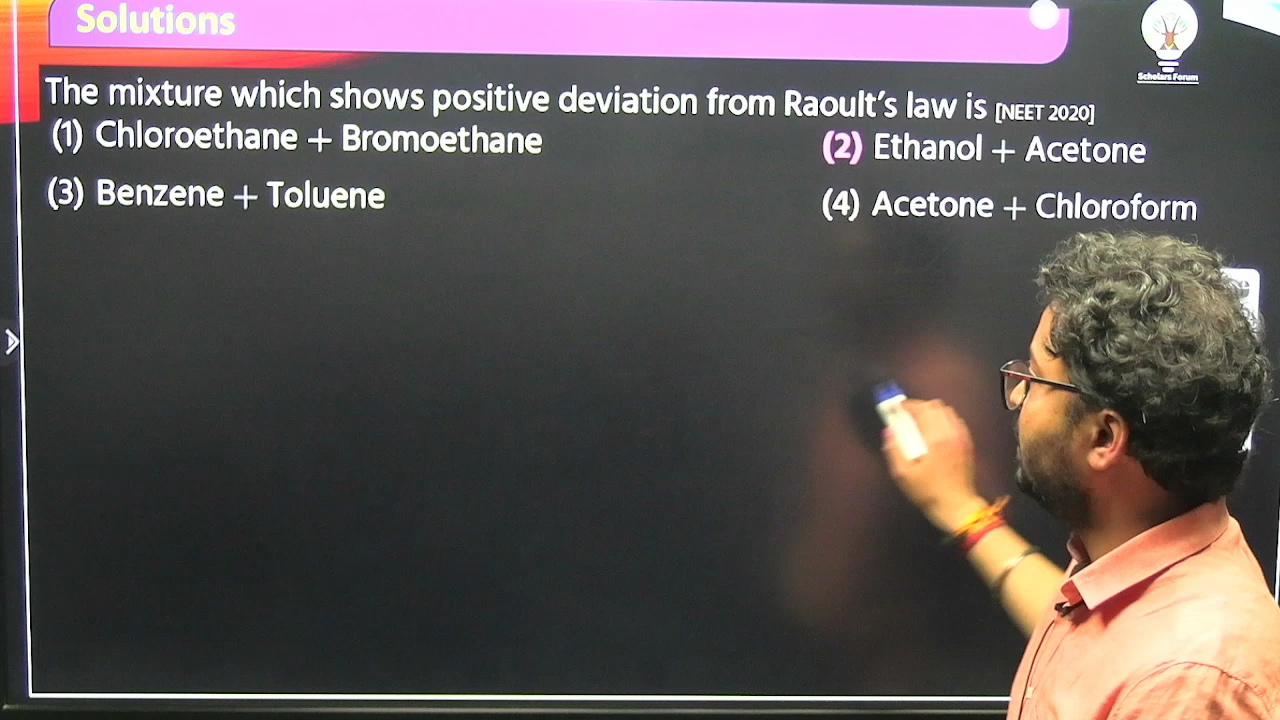 Solutions
Scholars Forum
The mixture which shows positive deviation from Raoult's law is [NEET 2020]
(1) Chloroethane + Bromoethane
(2) Ethanol + Acetone
(3) Benzene + Toluene
(4) Acetone + Chloroform